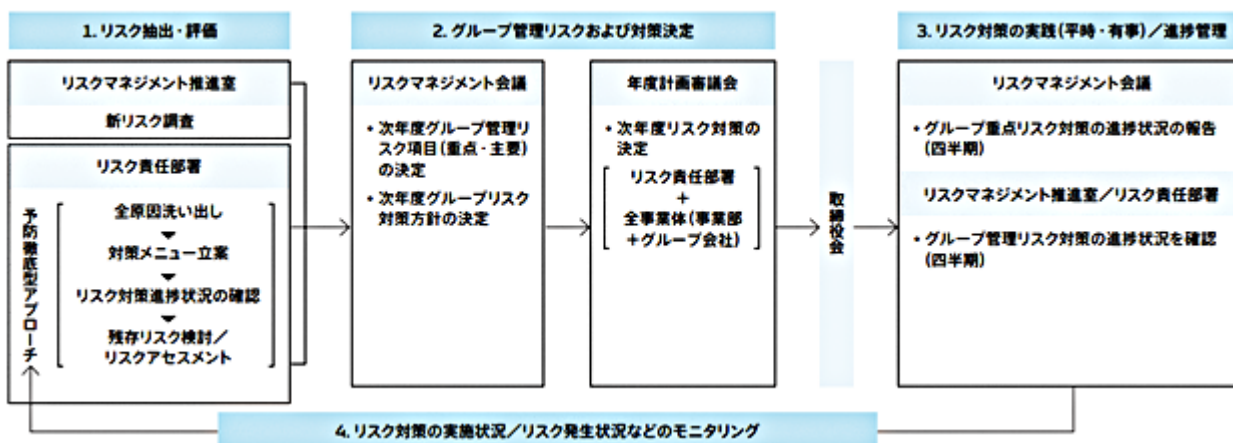 1. リスク抽出・評価
リスクマネジメント推進室
新リスク調査
リスク責任部署
予防徹底型アプローチ
全原因洗い出し
対策メニュー立案
リスク対策進捗状況の確認
残存リスク検討／
リスクアセスメント
2. グループ管理リスクおよび対策決定
リスクマネジメント会議
• 次年度グループ管理リ
スク項目(重点・主要)
の決定
• 次年度グループリスク
対策方針の決定
年度計画審議会
• 次年度リスク対策の
決定
リスク責任部署
＋
全事業体(事業部
＋グループ会社)
取締役会
3. リスク対策の実践(平時・有事)／進捗管理
リスクマネジメント会議
• グループ重点リスク対策の進捗状況の報告
(四半期)
リスクマネジメント推進室／リスク責任部署
• グループ管理リスク対策の進捗状況を確認
(四半期)
4. リスク対策の実施状況／リスク発生状況などのモニタリング